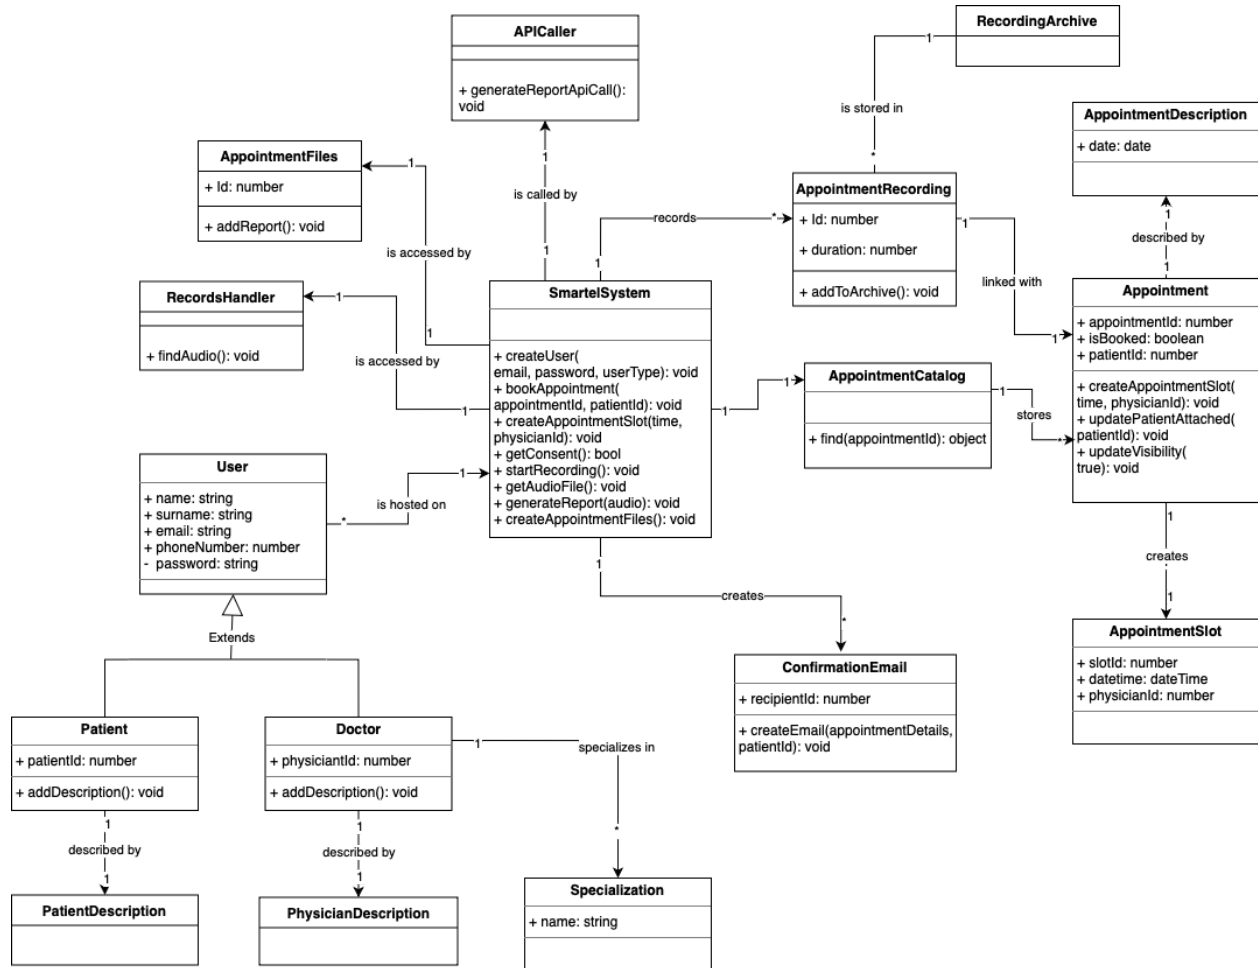 APICaller
+ generateReportApiCall():
void
RecordingArchive
1
is stored in
*
AppointmentDescription
+ date: date
AppointmentFiles
+ Id: number
+ addReport(): void
1
1
is called by
1
AppointmentRecording
+ Id: number
+ duration: number
+ addToArchive(): void
records
*
1
1
linked with
1
1
described by
1
is accessed by
1
RecordsHandler
+ findAudio(): void
1
is accessed by
1
SmartelSystem
+ createUser(
email, password, userType): void
+ bookAppointment(
appointmentId, patientId): void
+ createAppointmentSlot(time,
physicianId): void
+ getConsent(): bool
+ startRecording(): void
+ getAudioFile(): void
+ generateReport(audio): void
+ createAppointmentFiles(): void
1
1
AppointmentCatalog
+ find(appointmentId): object
1
stores
*
Appointment
+ appointmentId: number
+ isBooked: boolean
+ patientId: number
+ createAppointmentSlot(
time, physicianId): void
+ updatePatientAttached(
patientId): void
+ updateVisibility(
true): void
User
+ name: string
+ surname: string
+ email: string
+ phoneNumber: number
- password: string
*
is hosted on
1
1
creates
*
1
creates
1
Extends
AppointmentSlot
+ slotId: number
+ datetime: dateTime
+ physicianId: number
ConfirmationEmail
+ recipientId: number
+ createEmail(appointmentDetails,
patientId): void
Patient
+ patientId: number
+ addDescription(): void
Doctor
+ physiciantId: number
+ addDescription(): void
1
specializes in
*
1
described by
1
1
described by
1
PatientDescription
PhysicianDescription
Specialization
+ name: string